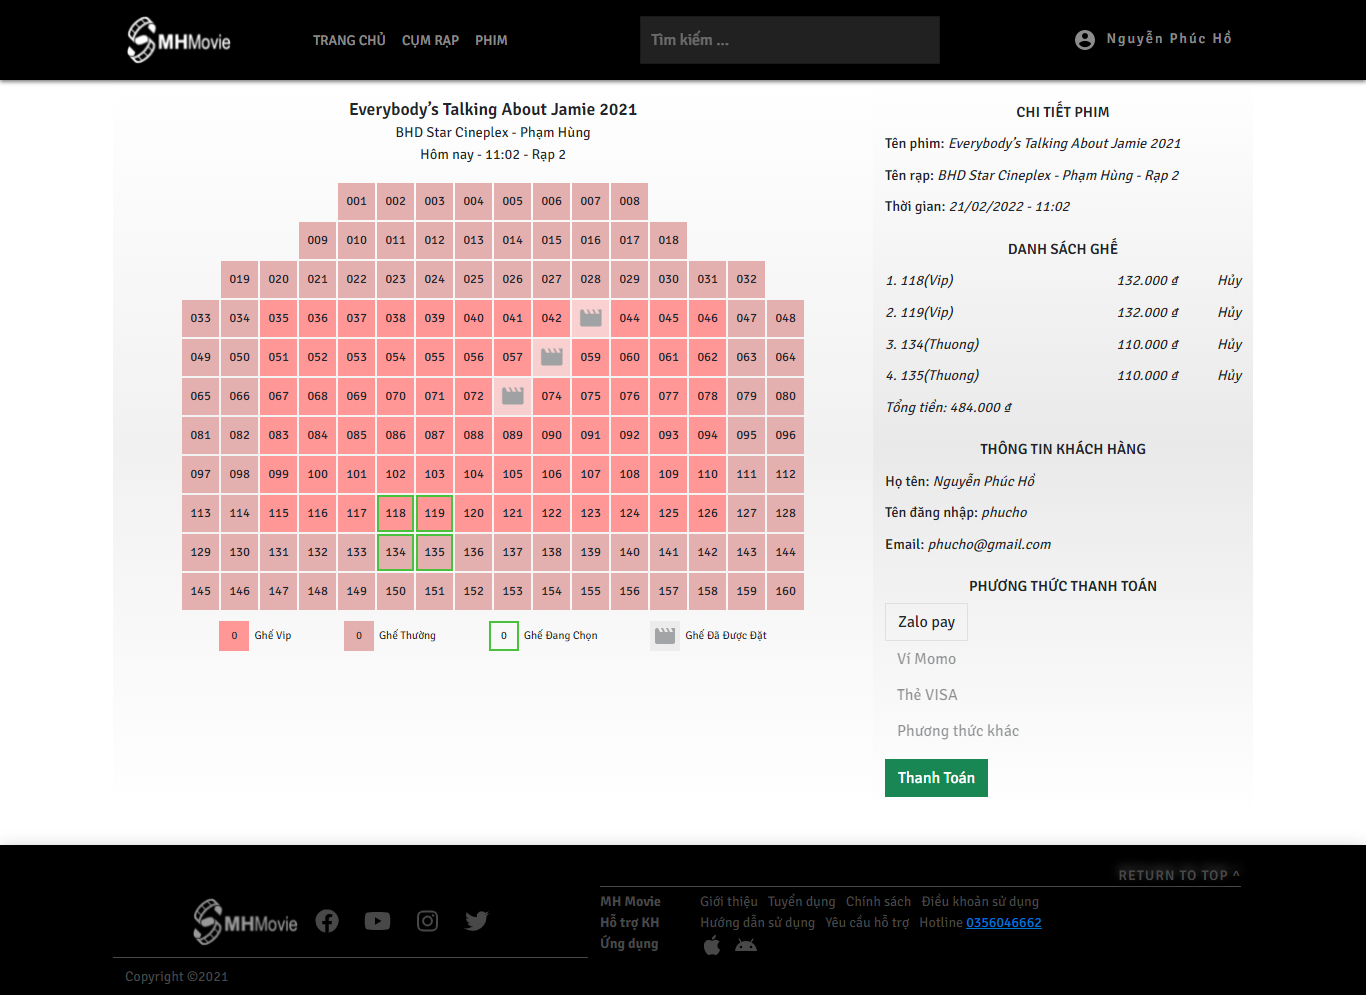 MHMovie TRANG CHỦ CỤM RẠP PHIM Tìm kiếm ... Nguyễn Phúc Hồ
Everybody's Talking About Jamie 2021
BHD Star Cineplex - Phạm Hùng
Hôm nay - 11:02 - Rạp 2
001 002 003 004 005 006 007 008
009 010 011 012 013 014 015 016 017 018
019 020 021 022 023 024 025 026 027 028 029 030 031 032
033 034 035 036 037 038 039 040 041 042 044 045 046 047 048
049 050 051 052 053 054 055 056 057 059 060 061 062 063 064
065 066 067 068 069 070 071 072 074 075 076 077 078 079 080
081 082 083 084 085 086 087 088 089 090 091 092 093 094 095 096
097 098 099 100 101 102 103 104 105 106 107 108 109 110 111 112
113 114 115 116 117 118 119 120 121 122 123 124 125 126 127 128
129 130 131 132 133 134 135 136 137 138 139 140 141 142 143 144
145 146 147 148 149 150 151 152 153 154 155 156 157 158 159 160
0 Ghế Vip 0 Ghế Thường 0 Ghế Đang Chọn Ghế Đã Được Đặt
CHI TIẾT PHIM
Tên phim: Everybody's Talking About Jamie 2021
Tên rạp: BHD Star Cineplex - Phạm Hùng - Rạp 2
Thời gian: 21/02/2022 - 11:02
DANH SÁCH GHẾ
1. 118(Vip) 132.000 ₫ Hủy
2. 119(Vip) 132.000 ₫ Hủy
3. 134(Thuong) 110.000 ₫ Hủy
4. 135(Thuong) 110.000 ₫ Hủy
Tổng tiền: 484.000 ₫
THÔNG TIN KHÁCH HÀNG
Họ tên: Nguyễn Phúc Hồ
Tên đăng nhập: phucho
Email: phucho@gmail.com
PHƯƠNG THỨC THANH TOÁN
Zalo pay
Ví Momo
Thẻ VISA
Phương thức khác
Thanh Toán
RETURN TO TOP ^
MHMovie
MH Movie Giới thiệu Tuyển dụng Chính sách Điều khoản sử dụng
Hỗ trợ KH Hướng dẫn sử dụng Yêu cầu hỗ trợ Hotline 0356046662
Ứng dụng
Copyright ©2021